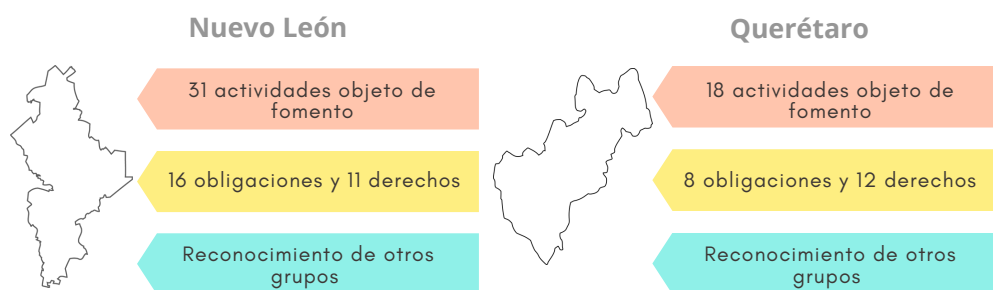 Nuevo León
31 actividades objeto de
fomento
16 obligaciones y 11 derechos
Reconocimiento de otros
grupos
Querétaro
18 actividades objeto de
fomento
8 obligaciones y 12 derechos
Reconocimiento de otros
grupos